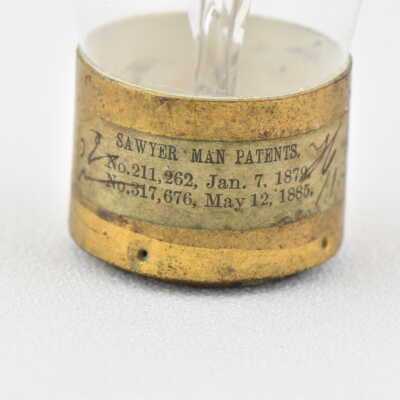 SAWYER MAN PATENTS.
No. 211,262, Jan. 7. 1879
No. 317,676, May 12, 1885.